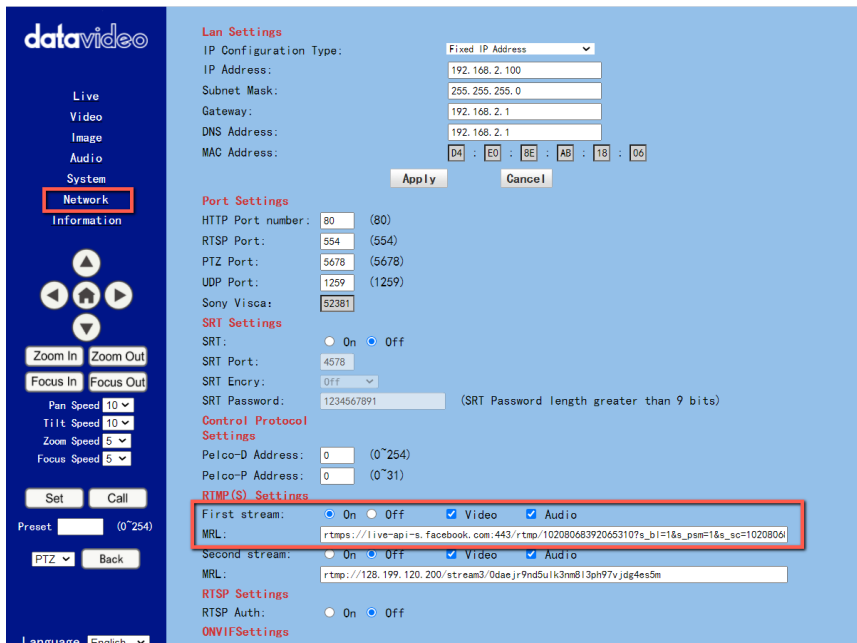 datavideo
Live
Video
Image
Audio
System
Network
Information
Zoom In Zoom Out
Focus In Focus Out
Pan Speed 10
Tilt Speed 10
Zoom Speed 5
Focus Speed 5
Set Call
Preset (0~254)
PTZ Back
Language English
Lan Settings
IP Configuration Type: Fixed IP Address
IP Address: 192.168.2.100
Subnet Mask: 255.255.255.0
Gateway: 192.168.2.1
DNS Address: 192.168.2.1
MAC Address: D4 : E0 : 8E : AB : 18 : 06
Apply Cancel
Port Settings
HTTP Port number: 80 (80)
RTSP Port: 554 (554)
PTZ Port: 5678 (5678)
UDP Port: 1259 (1259)
Sony Visca: 52381
SRT Settings
SRT: On Off
SRT Port: 4578
SRT Encry: Off
SRT Password: 1234567891 (SRT Password length greater than 9 bits)
Control Protocol
Settings
Pelco-D Address: 0 (0~254)
Pelco-P Address: 0 (0~31)
RTMP(S) Settings
First stream: On Off Video Audio
MRL: rtmps://live-api-s.facebook.com:443/rtmp/10208068392065310?s_bl=1&s_psm=1&s_sc=1020806
Second stream: On Off Video Audio
MRL: rtmp://128.199.120.200/stream3/0daejr9nd5ulk3nm8l3ph97vjdg4es5m
RTSP Settings
RTSP Auth: On Off
ONVIFSettings